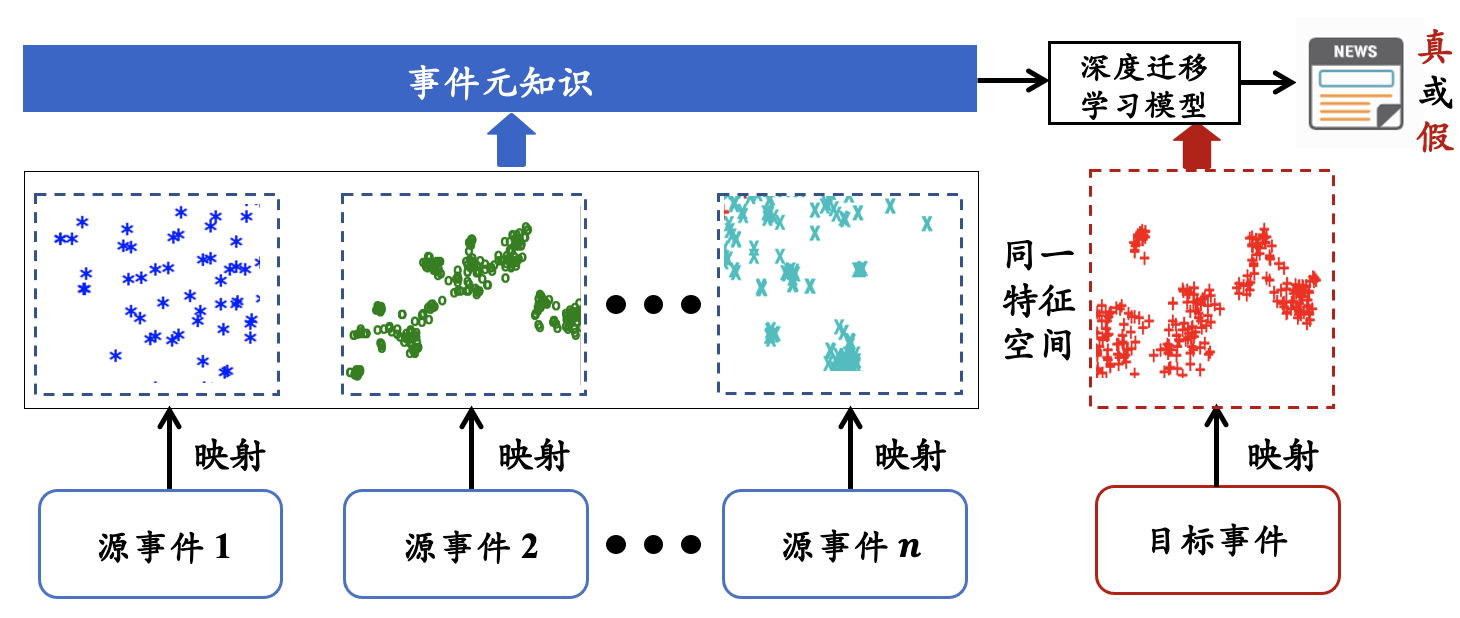 事件元知识
深度迁移
学习模型
NEWS
真
或
假
同一
特征
空间
映射
映射
映射
映射
源事件 1
源事件 2
源事件 n
目标事件